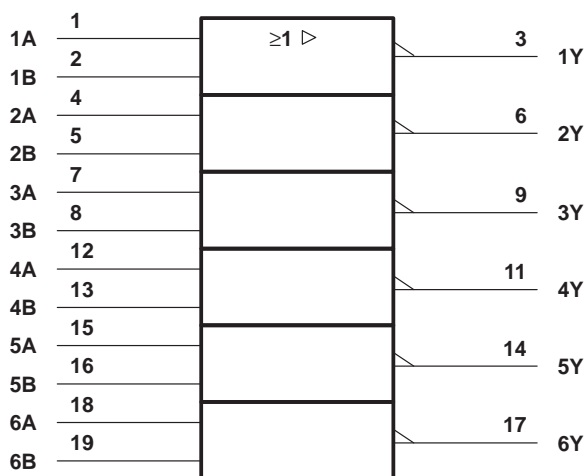 1A 1 ≥1 ▷ 3 1Y
1B 2
2A 4 6 2Y
2B 5
3A 7 9 3Y
3B 8
4A 12 11 4Y
4B 13
5A 15 14 5Y
5B 16
6A 18 17 6Y
6B 19